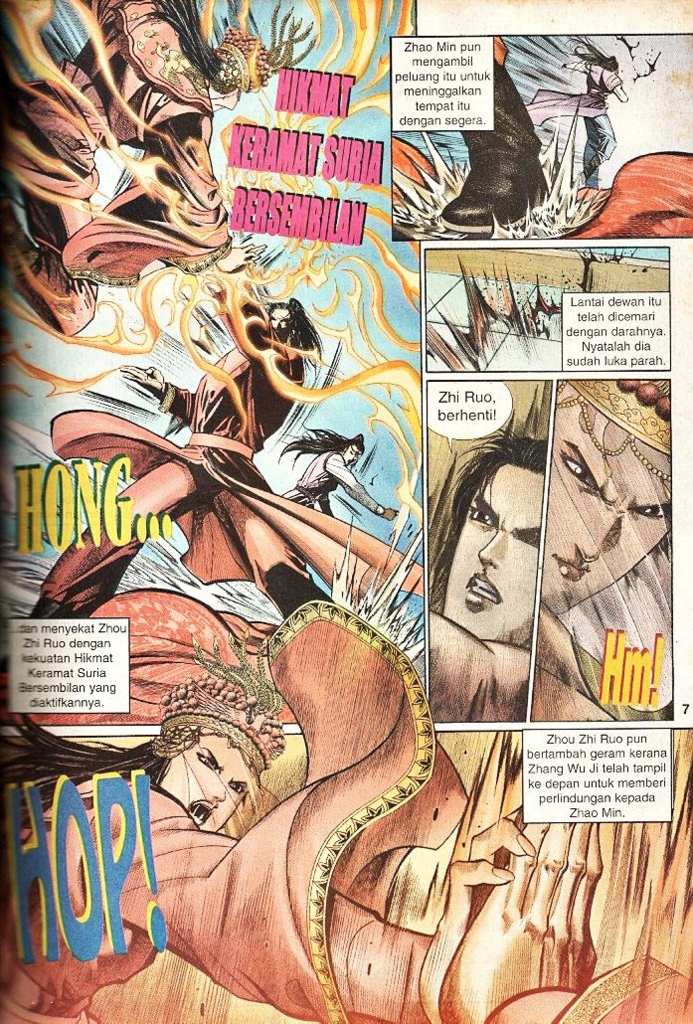 HIKMAT
KERAMAT SURIA
BERSEMBILAN
HONG...
dan menyekat Zhou
Zhi Ruo dengan
kekuatan Hikmat
Keramat Suria
Bersembilan yang
diaktifkannya.
Zhao Min pun
mengambil
peluang itu untuk
meninggalkan
tempat itu
dengan segera.
Lantai dewan itu
telah dicemari
dengan darahnya.
Nyatalah dia
sudah luka parah.
Zhi Ruo,
berhenti!
Hm!
7
Zhou Zhi Ruo pun
bertambah geram kerana
Zhang Wu Ji telah tampil
ke depan untuk memberi
perlindungan kepada
Zhao Min.
HOP!